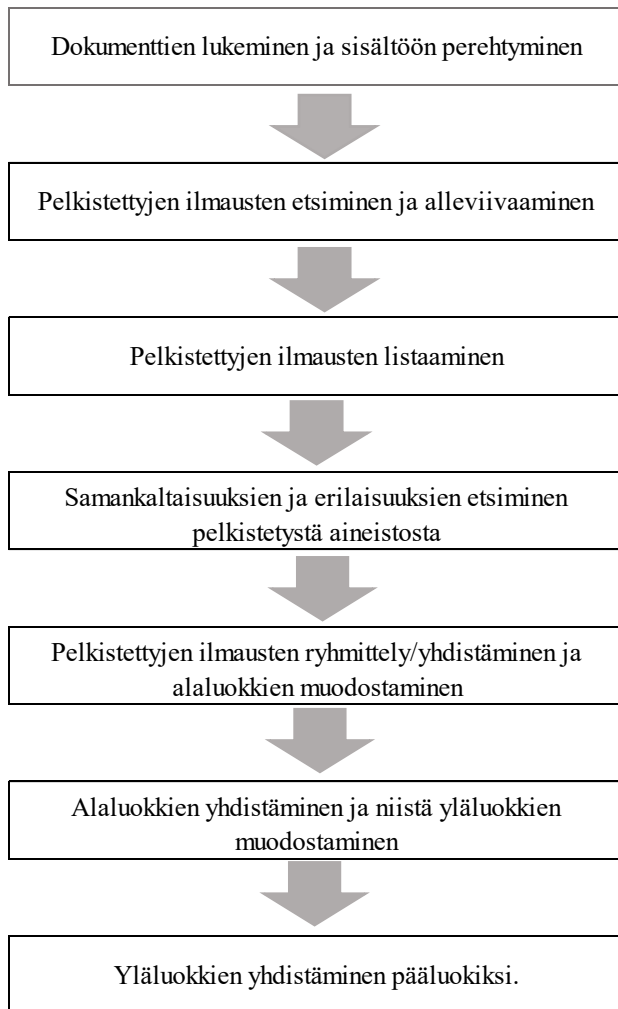 Dokumenttien lukeminen ja sisältöön perehtyminen
Pelkistettyjen ilmausten etsiminen ja alleviivaaminen
Pelkistettyjen ilmausten listaaminen
Samankaltaisuuksien ja erilaisuuksien etsiminen
pelkistetystä aineistosta
Pelkistettyjen ilmausten ryhmittely/yhdistäminen ja
alaluokkien muodostaminen
Alaluokkien yhdistäminen ja niistä yläluokkien
muodostaminen
Yläluokkien yhdistäminen pääluokiksi.